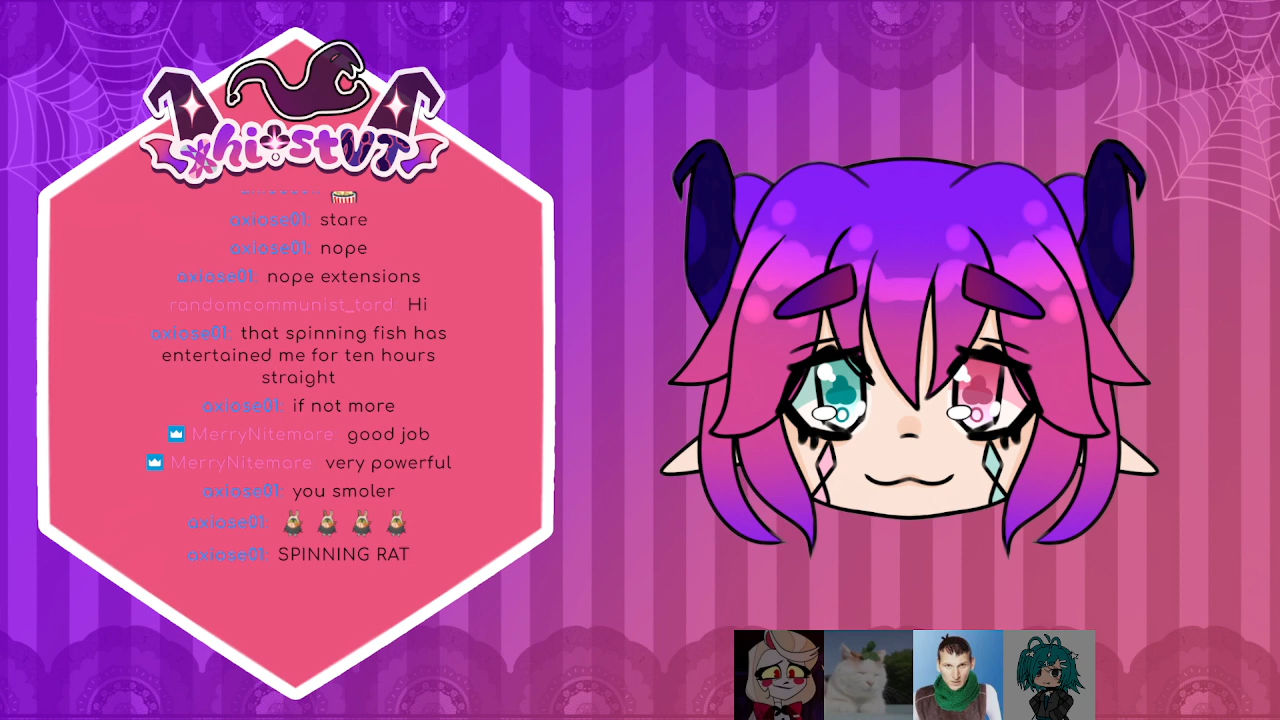 axiose01: stare
axiose01: nope
axiose01: nope extensions
randomcommunist_tord: Hi
axiose01: that spinning fish has
entertained me for ten hours
straight
axiose01: if not more
MerryNitemare good job
MerryNitemare very powerful
axiose01: you smoler
axiose01:
axiose01: SPINNING RAT